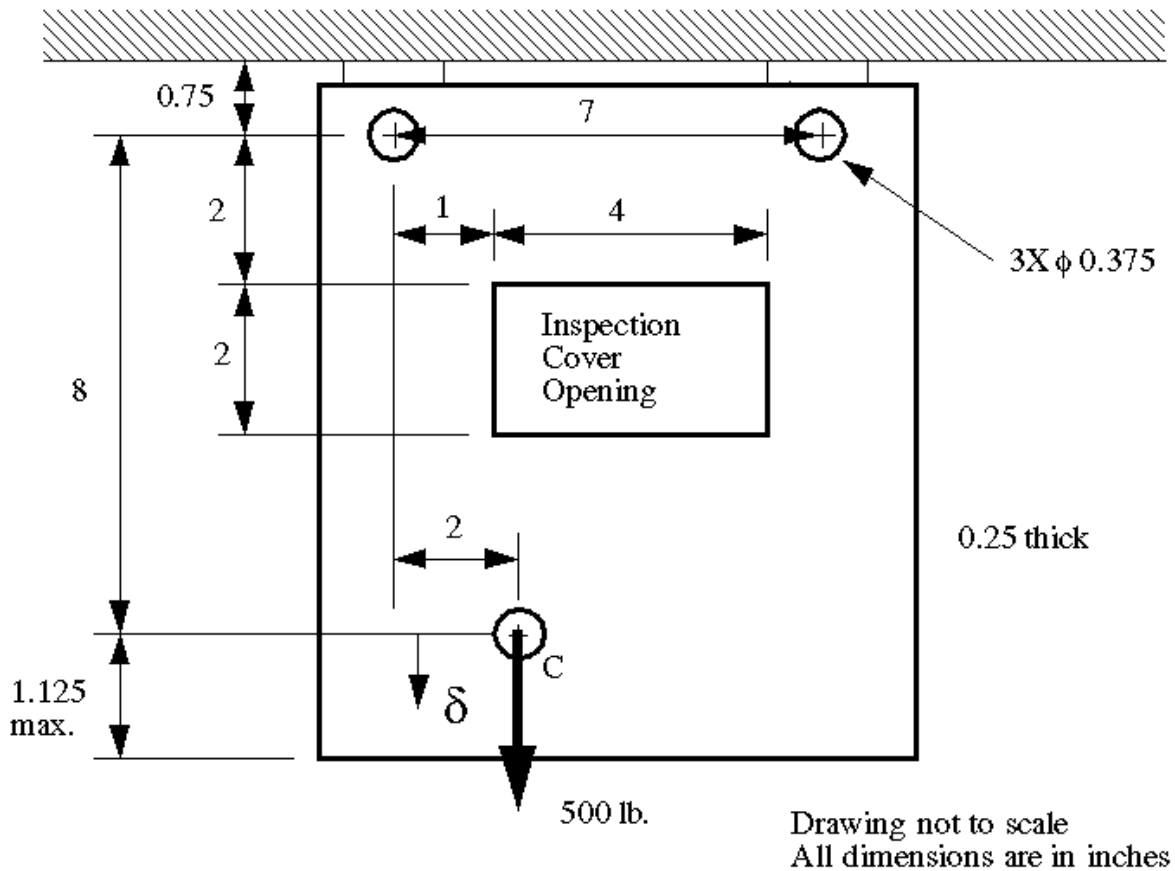 0.75
7
2
1
4
3X ϕ 0.375
Inspection
Cover
Opening
2
8
2
0.25 thick
C
1.125
max.
δ
500 lb.
Drawing not to scale
All dimensions are in inches